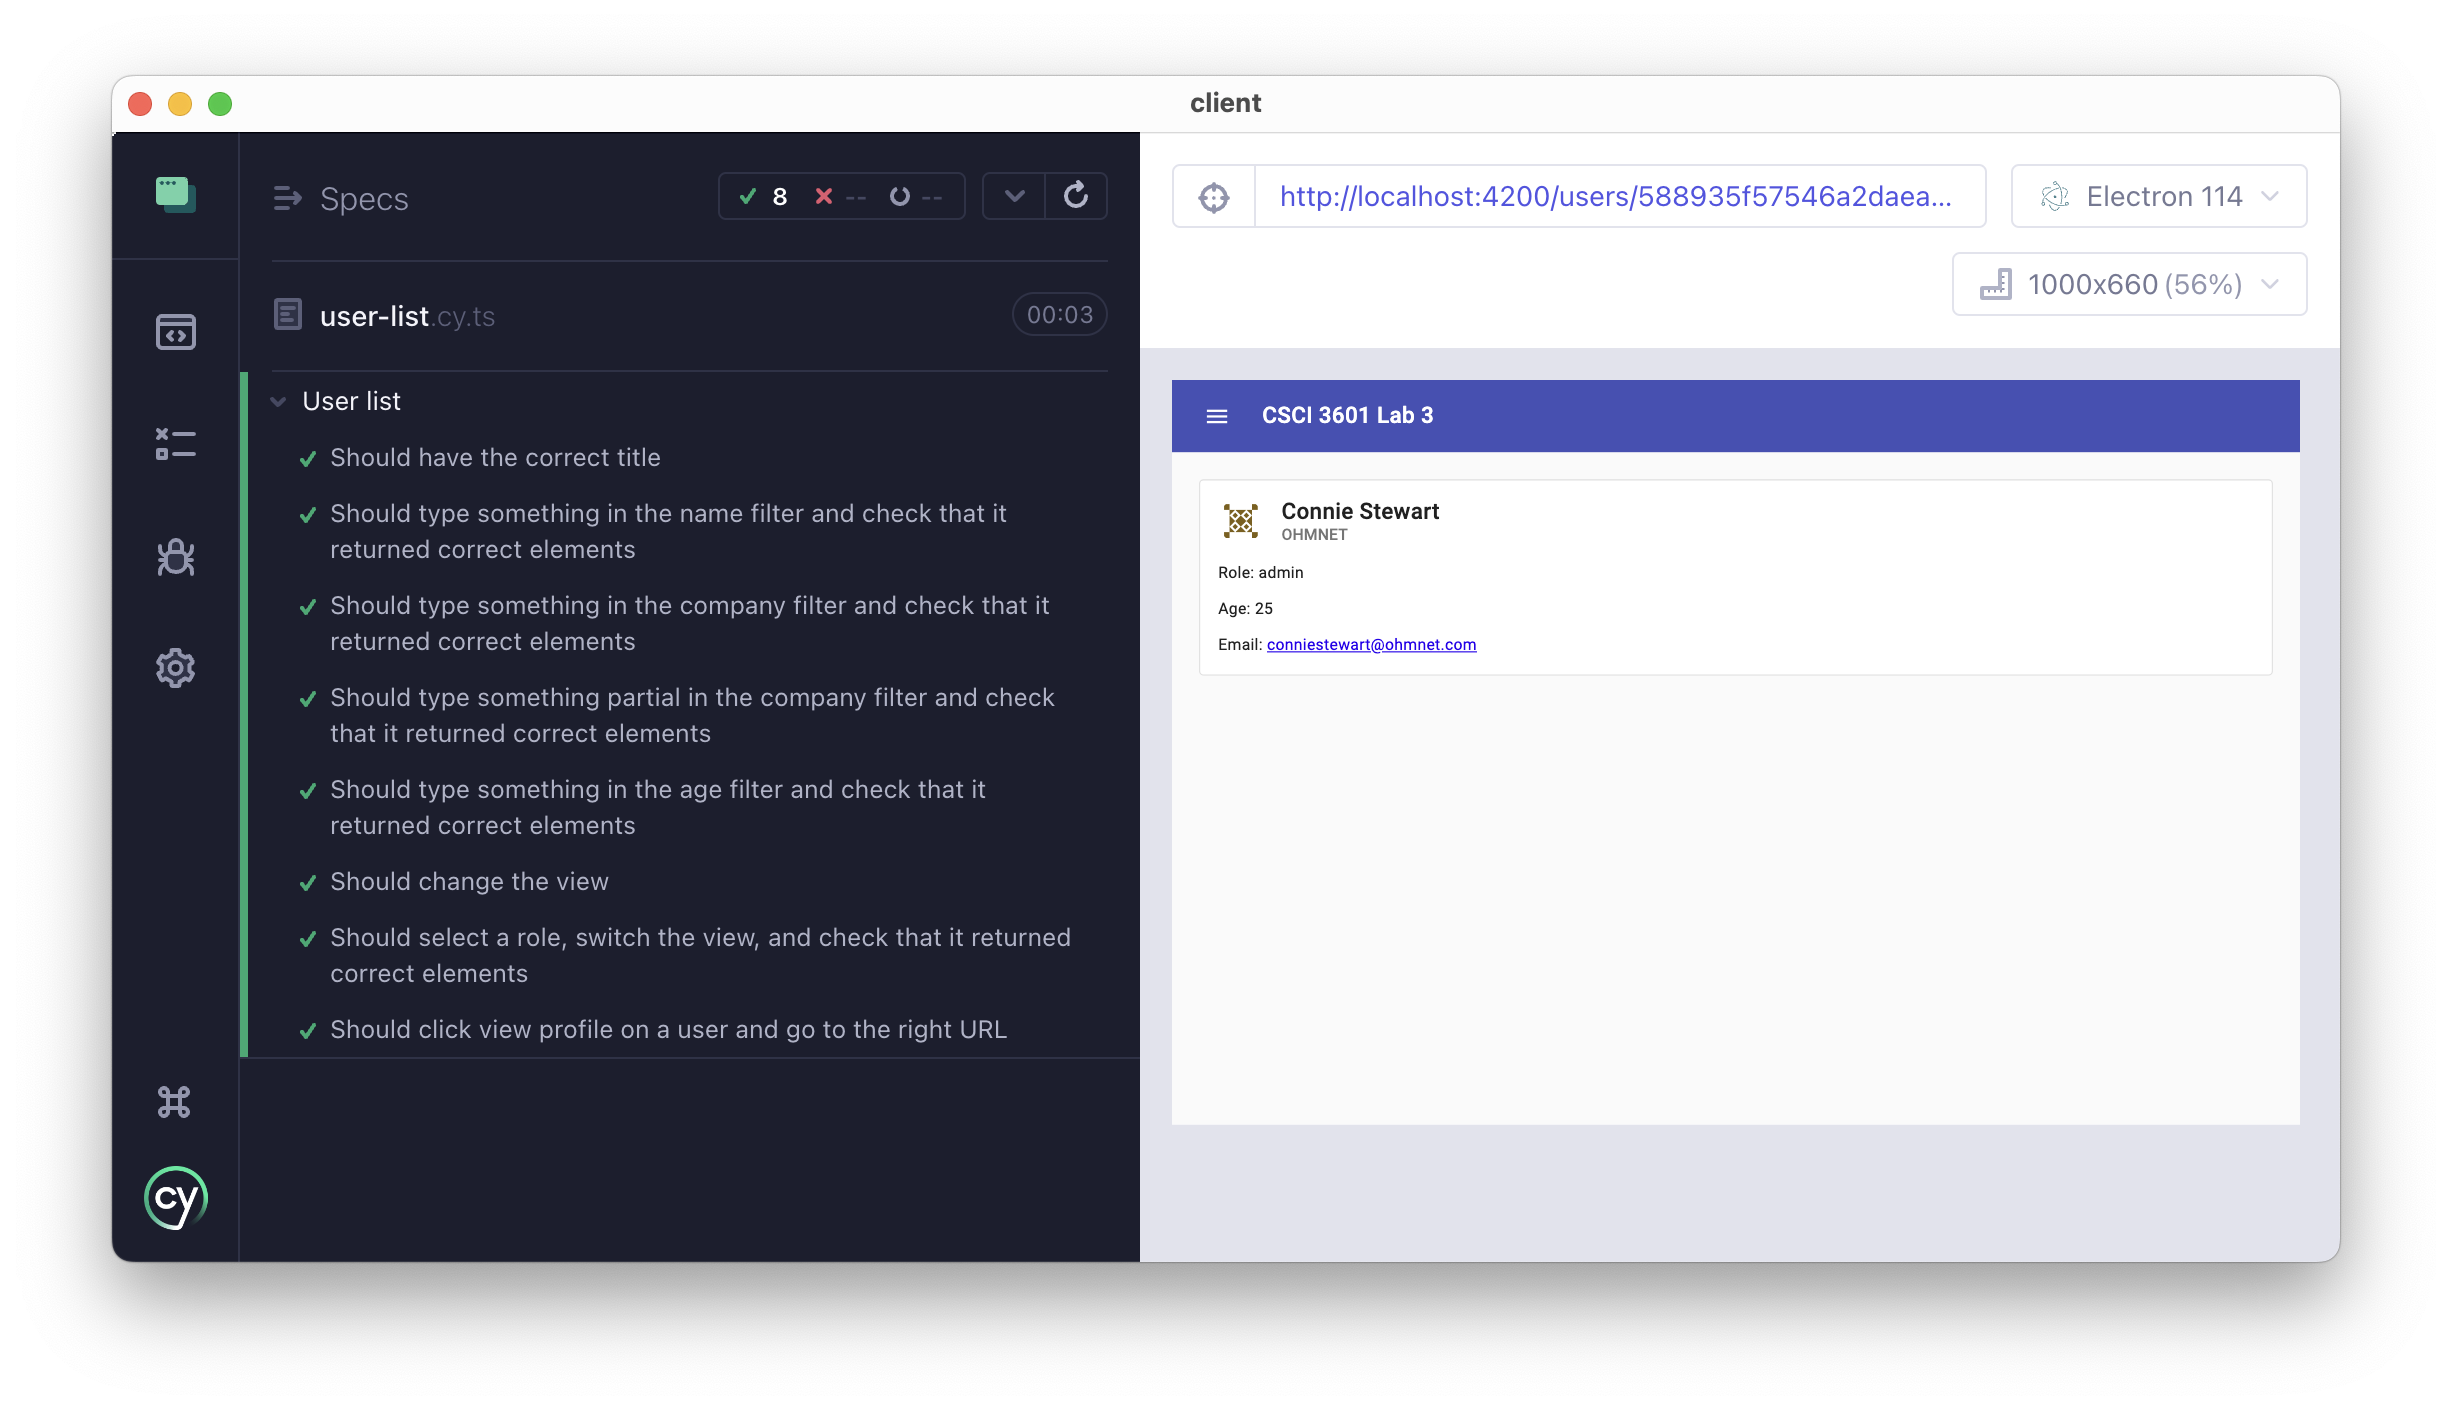 client
Specs
8 -- --
user-list.cy.ts
00:03
User list
Should have the correct title
Should type something in the name filter and check that it
returned correct elements
Should type something in the company filter and check that it
returned correct elements
Should type something partial in the company filter and check
that it returned correct elements
Should type something in the age filter and check that it
returned correct elements
Should change the view
Should select a role, switch the view, and check that it returned
correct elements
Should click view profile on a user and go to the right URL
cy
http://localhost:4200/users/588935f57546a2daea...
Electron 114
1000x660 (56%)
CSCI 3601 Lab 3
Connie Stewart
OHMNET
Role: admin
Age: 25
Email: conniestewart@ohmnet.com